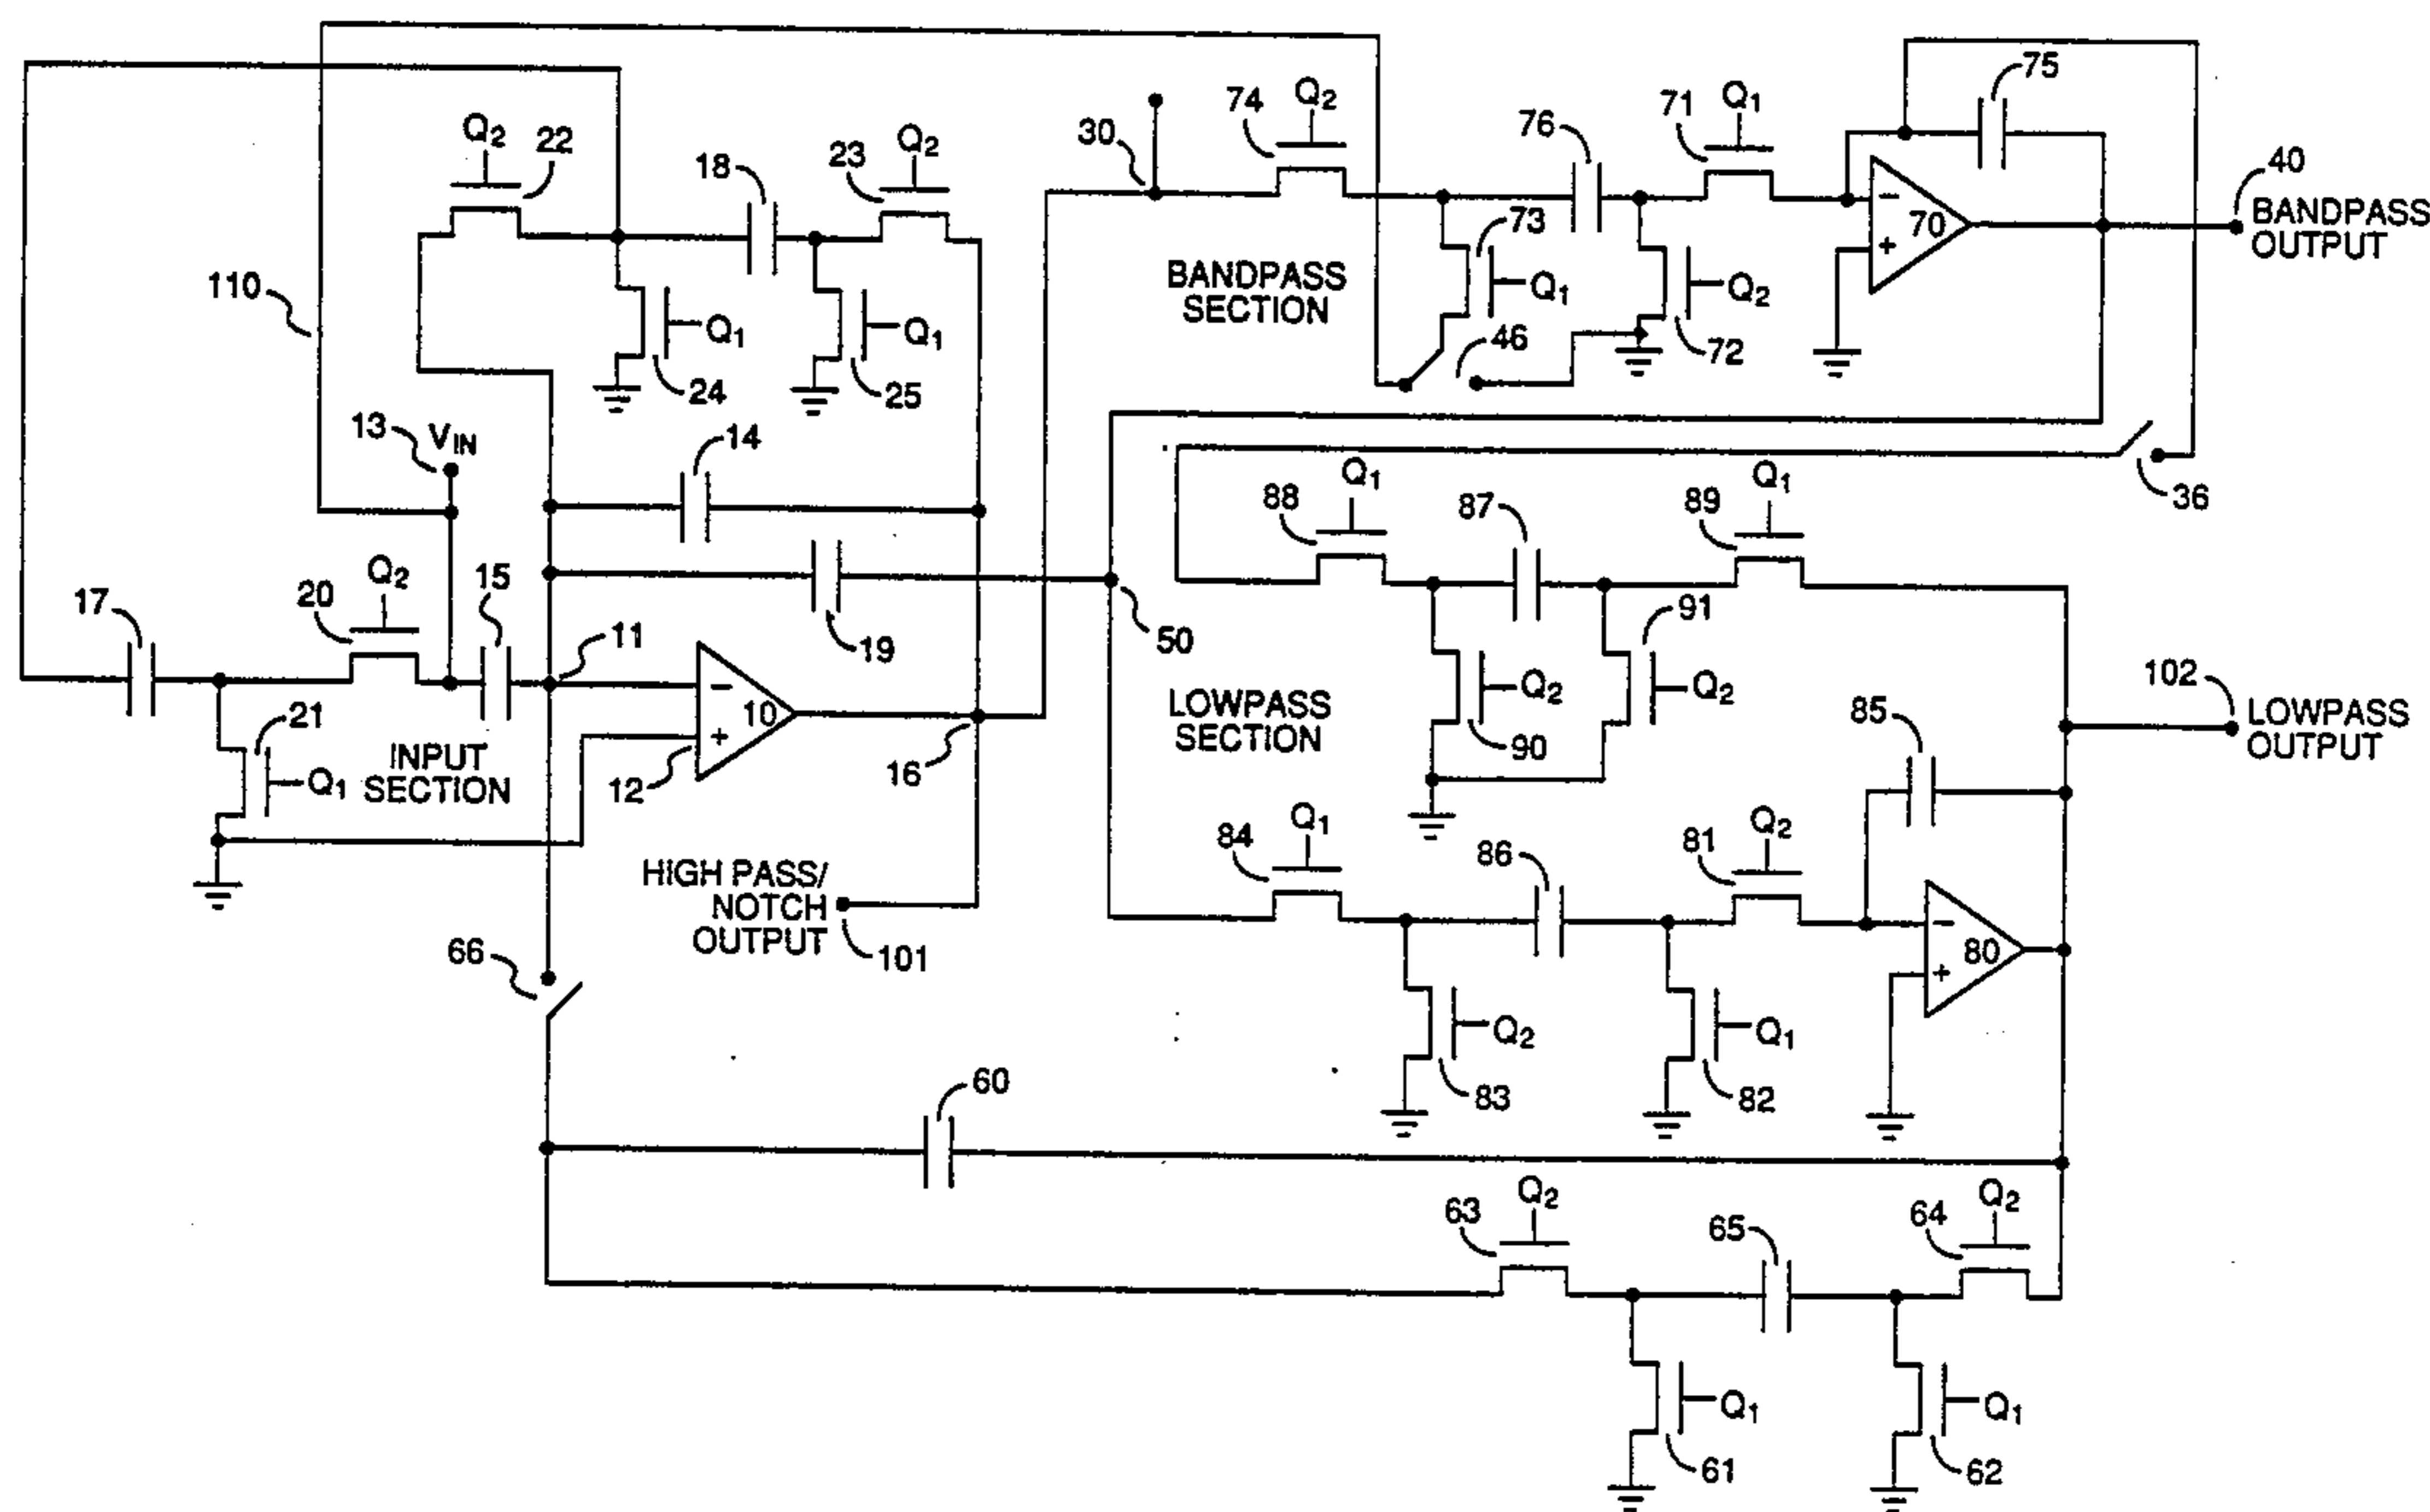 Q2
22
18
23
Q2
24
Q1
25
Q1
110
13
VIN
14
19
17
20
Q2
15
11
21
Q1
INPUT
SECTION
12
10
−
+
16
HIGH PASS/
NOTCH
OUTPUT
101
66
60
30
74
Q2
76
71
Q1
75
73
Q1
BANDPASS
SECTION
46
Q2
72
70
−
+
40
BANDPASS
OUTPUT
36
50
88
Q1
87
89
Q1
91
Q2
90
Q2
LOWPASS
SECTION
102
LOWPASS
OUTPUT
85
84
Q1
86
81
Q2
80
−
+
Q2
83
Q1
82
63
Q2
65
64
Q2
Q1
61
Q1
62